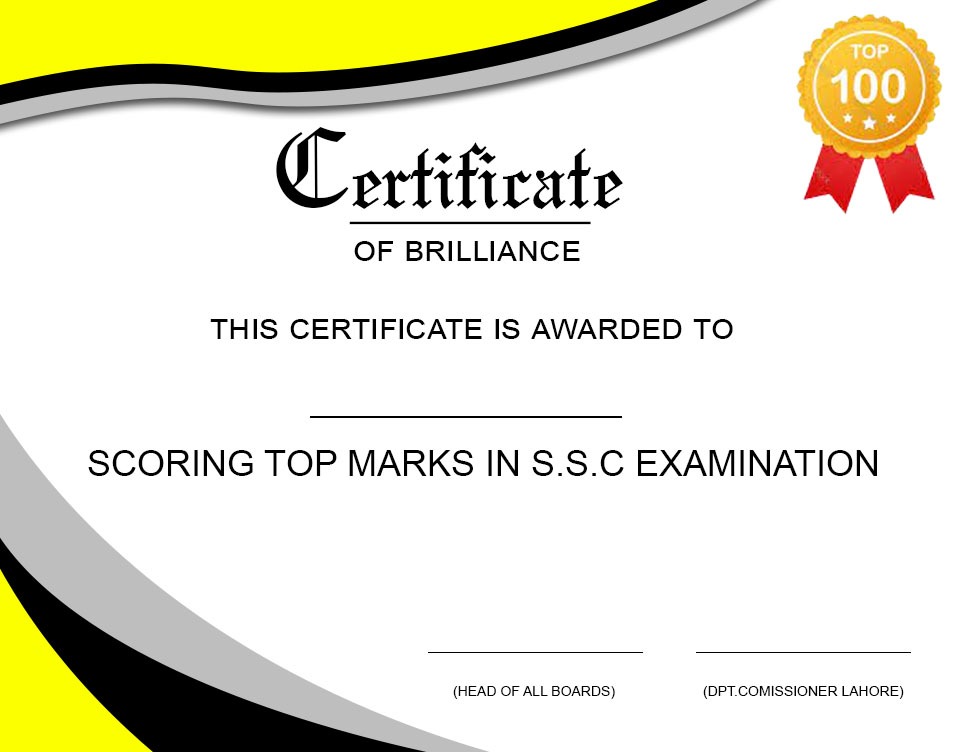 TOP
100
Certificate
OF BRILLIANCE
THIS CERTIFICATE IS AWARDED TO
SCORING TOP MARKS IN S.S.C EXAMINATION
(HEAD OF ALL BOARDS)
(DPT.COMISSIONER LAHORE)